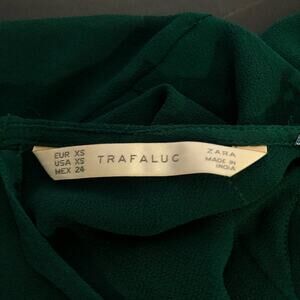 EUR XS
USA XS
MEX 24
TRAFALUC
ZARA
MADE IN
INDIA